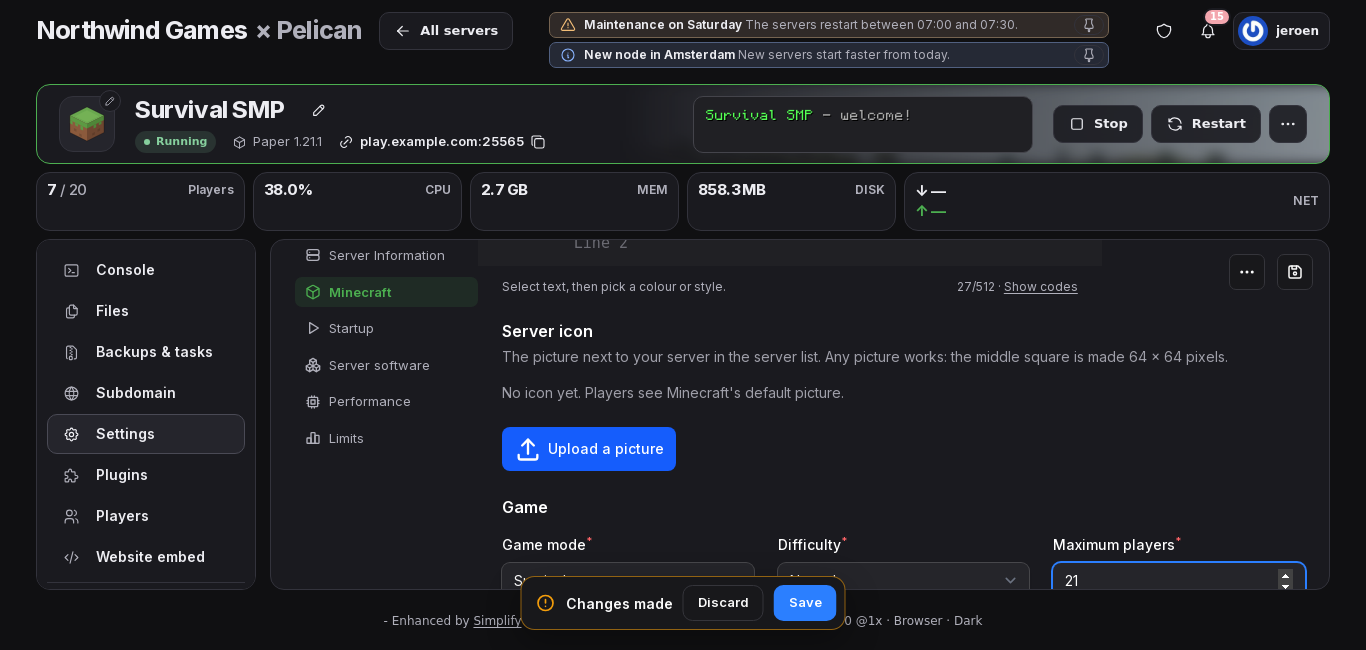 Northwind Games × Pelican
All servers
Maintenance on Saturday The servers restart between 07:00 and 07:30.
New node in Amsterdam New servers start faster from today.
15
jeroen
Survival SMP
Running
Paper 1.21.1
play.example.com:25565
Survival SMP - welcome!
Stop
Restart
7 / 20 Players
38.0% CPU
2.7 GB MEM
858.3 MB DISK
↓ —
↑ —
NET
Console
Files
Backups & tasks
Subdomain
Settings
Plugins
Players
Website embed
Server Information
Minecraft
Startup
Server software
Performance
Limits
Line 2
Select text, then pick a colour or style.
27/512 · Show codes
Server icon
The picture next to your server in the server list. Any picture works: the middle square is made 64 × 64 pixels.
No icon yet. Players see Minecraft's default picture.
Upload a picture
Game
Game mode*
Difficulty*
Maximum players*
21
Changes made
Discard
Save
- Enhanced by Simplify
0 @1x · Browser · Dark